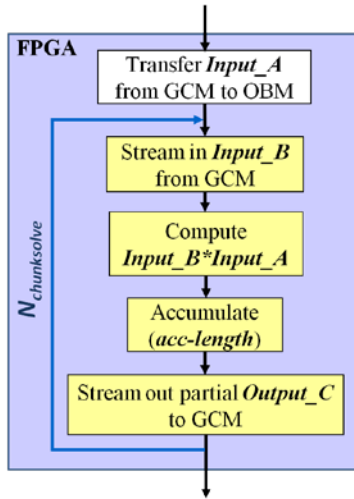 FPGA
Transfer Input_A
from GCM to OBM
Stream in Input_B
from GCM
Compute
Input_B*Input_A
Accumulate
(acc-length)
Stream out partial Output_C
to GCM
Nchunksolve